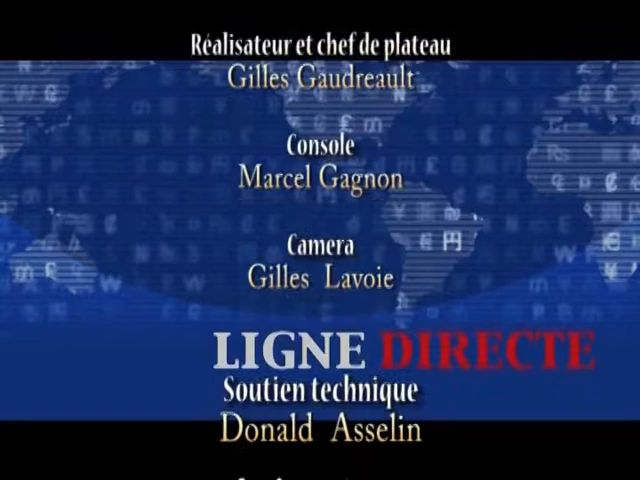 Réalisateur et chef de plateau
Gilles Gaudreault
Console
Marcel Gagnon
Camera
Gilles Lavoie
LIGNE DIRECTE
Soutien technique
Donald Asselin